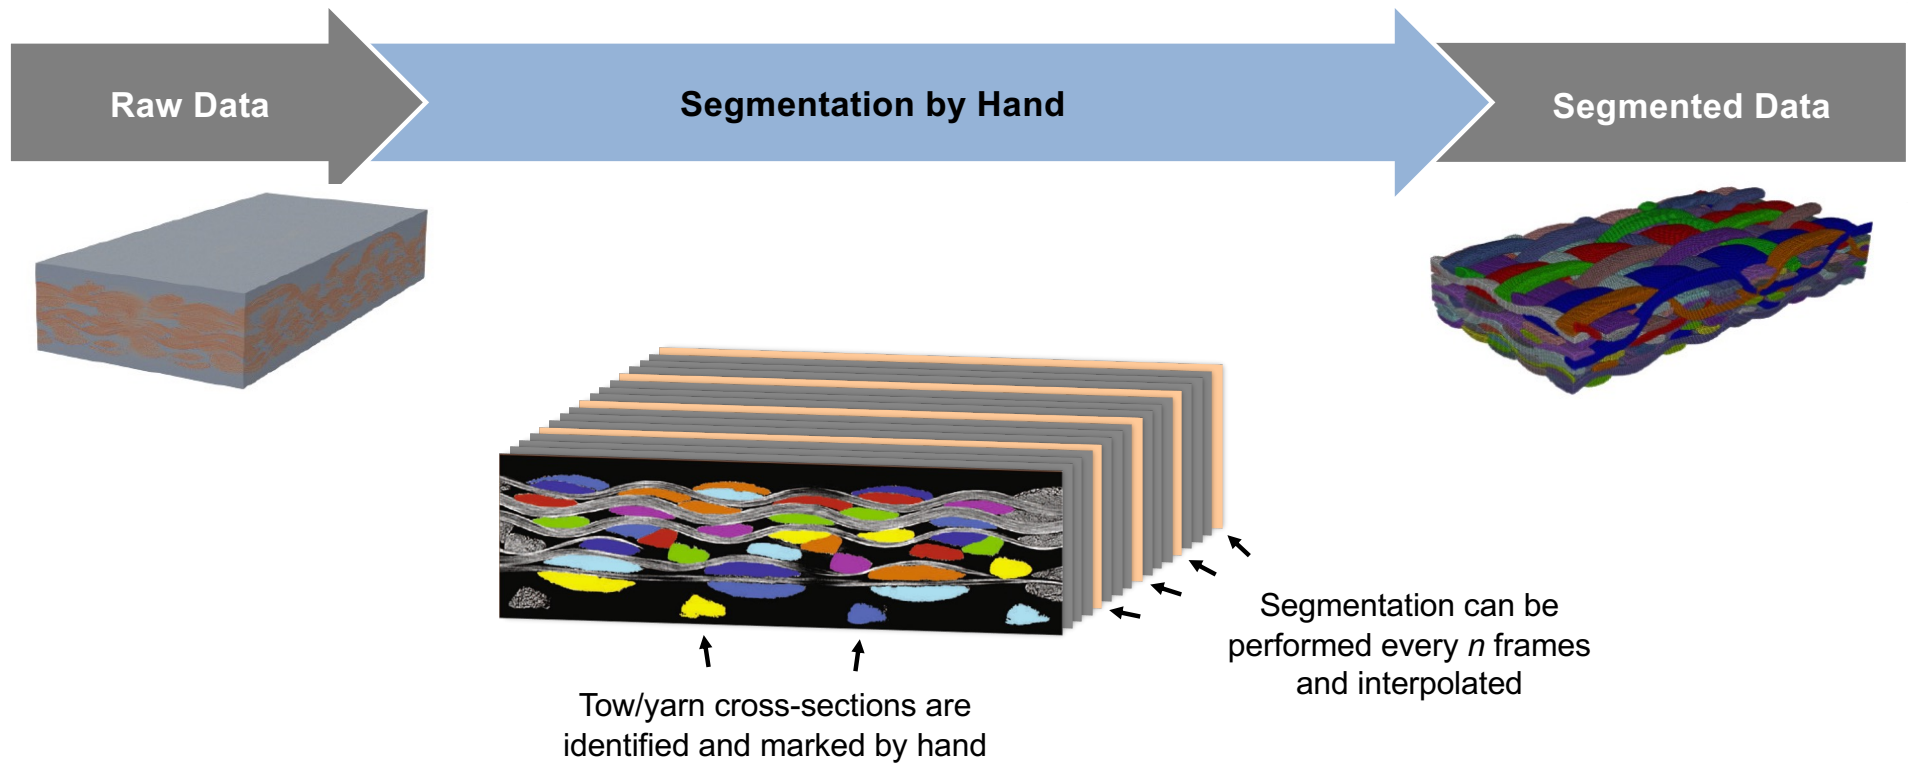 Raw Data
Segmentation by Hand
Segmented Data
Segmentation can be
performed every n frames
and interpolated
Tow/yarn cross-sections are
identified and marked by hand